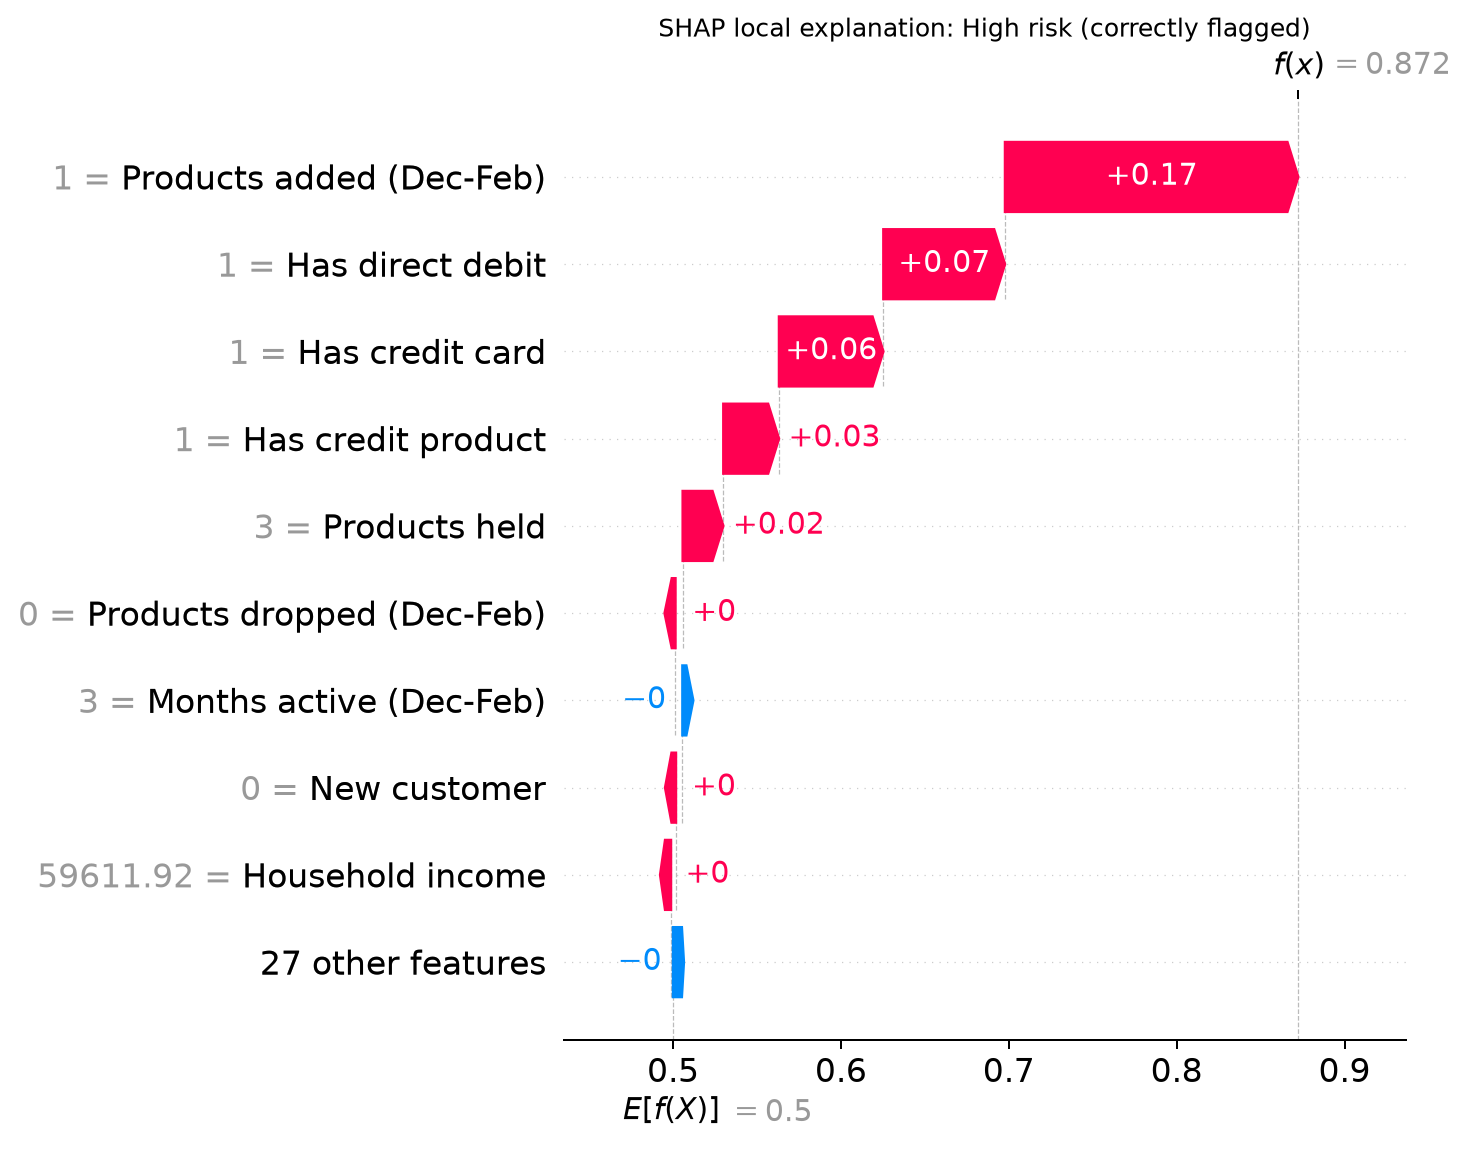 SHAP local explanation: High risk (correctly flagged)
f(x) = 0.872
1 = Products added (Dec-Feb) +0.17
1 = Has direct debit +0.07
1 = Has credit card +0.06
1 = Has credit product +0.03
3 = Products held +0.02
0 = Products dropped (Dec-Feb) +0
3 = Months active (Dec-Feb) −0
0 = New customer +0
59611.92 = Household income +0
27 other features −0
0.5 0.6 0.7 0.8 0.9
E[f(X)] = 0.5